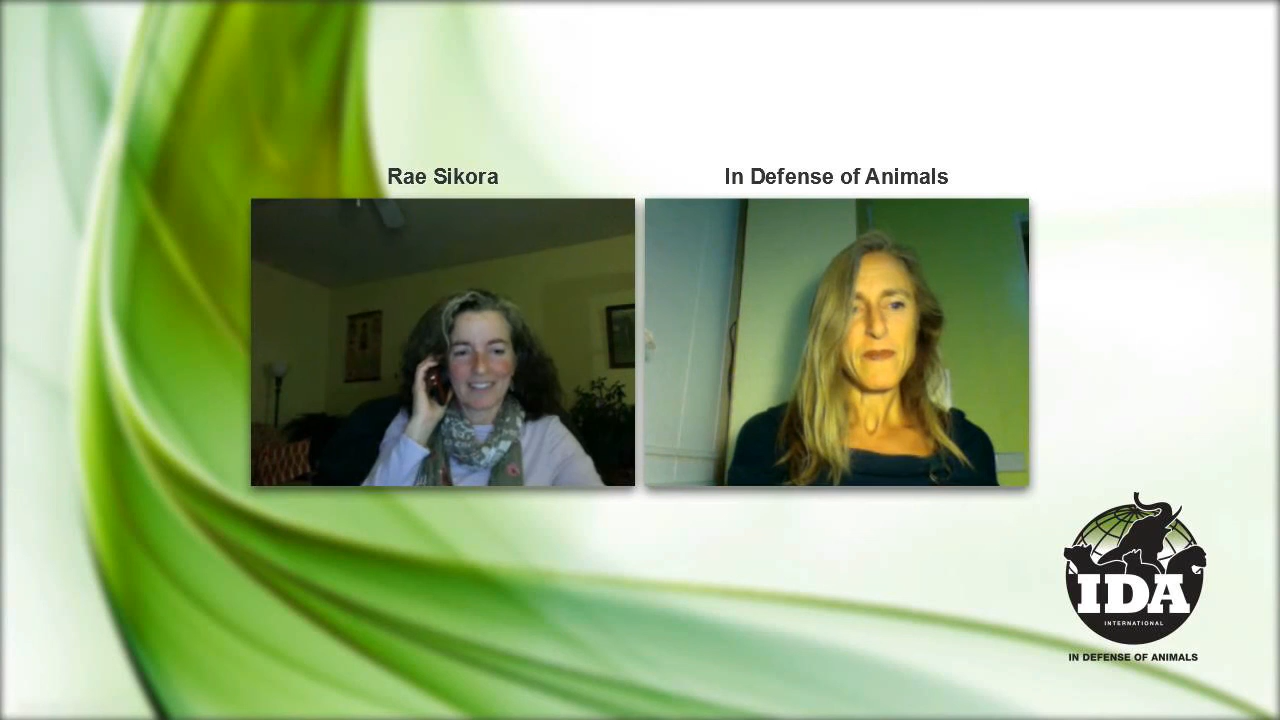 Rae Sikora
In Defense of Animals
IDA
INTERNATIONAL
IN DEFENSE OF ANIMALS